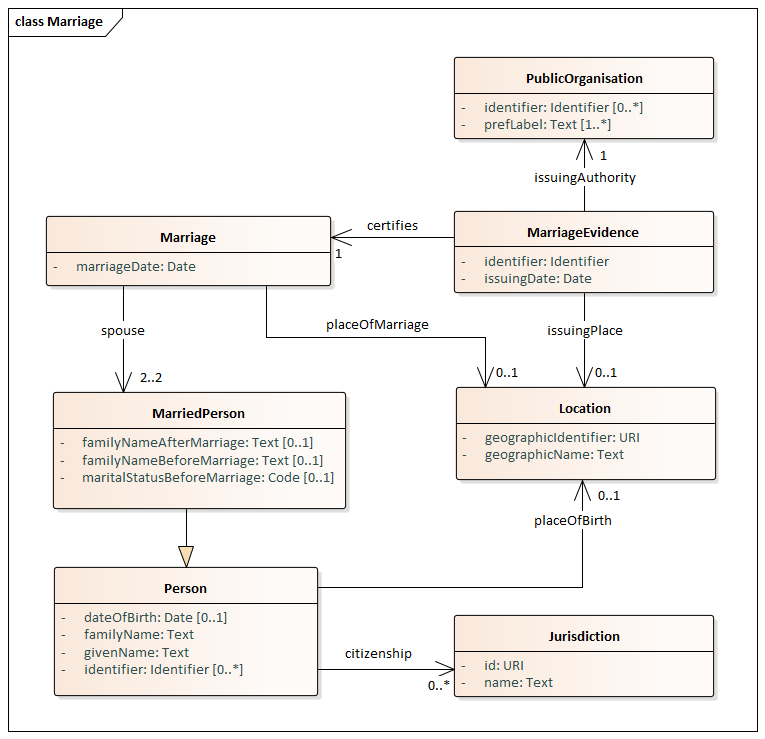 class Marriage
PublicOrganisation
- identifier: Identifier [0..*]
- prefLabel: Text [1..*]
1
issuingAuthority
Marriage
- marriageDate: Date
certifies
1
MarriageEvidence
- identifier: Identifier
- issuingDate: Date
spouse
2..2
placeOfMarriage
0..1
issuingPlace
0..1
MarriedPerson
- familyNameAfterMarriage: Text [0..1]
- familyNameBeforeMarriage: Text [0..1]
- maritalStatusBeforeMarriage: Code [0..1]
Location
- geographicIdentifier: URI
- geographicName: Text
0..1
placeOfBirth
Person
- dateOfBirth: Date [0..1]
- familyName: Text
- givenName: Text
- identifier: Identifier [0..*]
citizenship
0..*
Jurisdiction
- id: URI
- name: Text